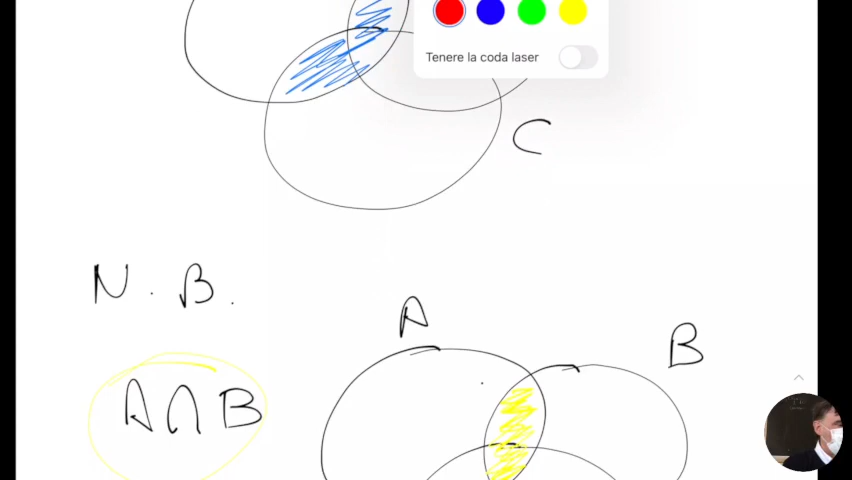 Tenere la coda laser
C
N.B.
A
B
A∩B